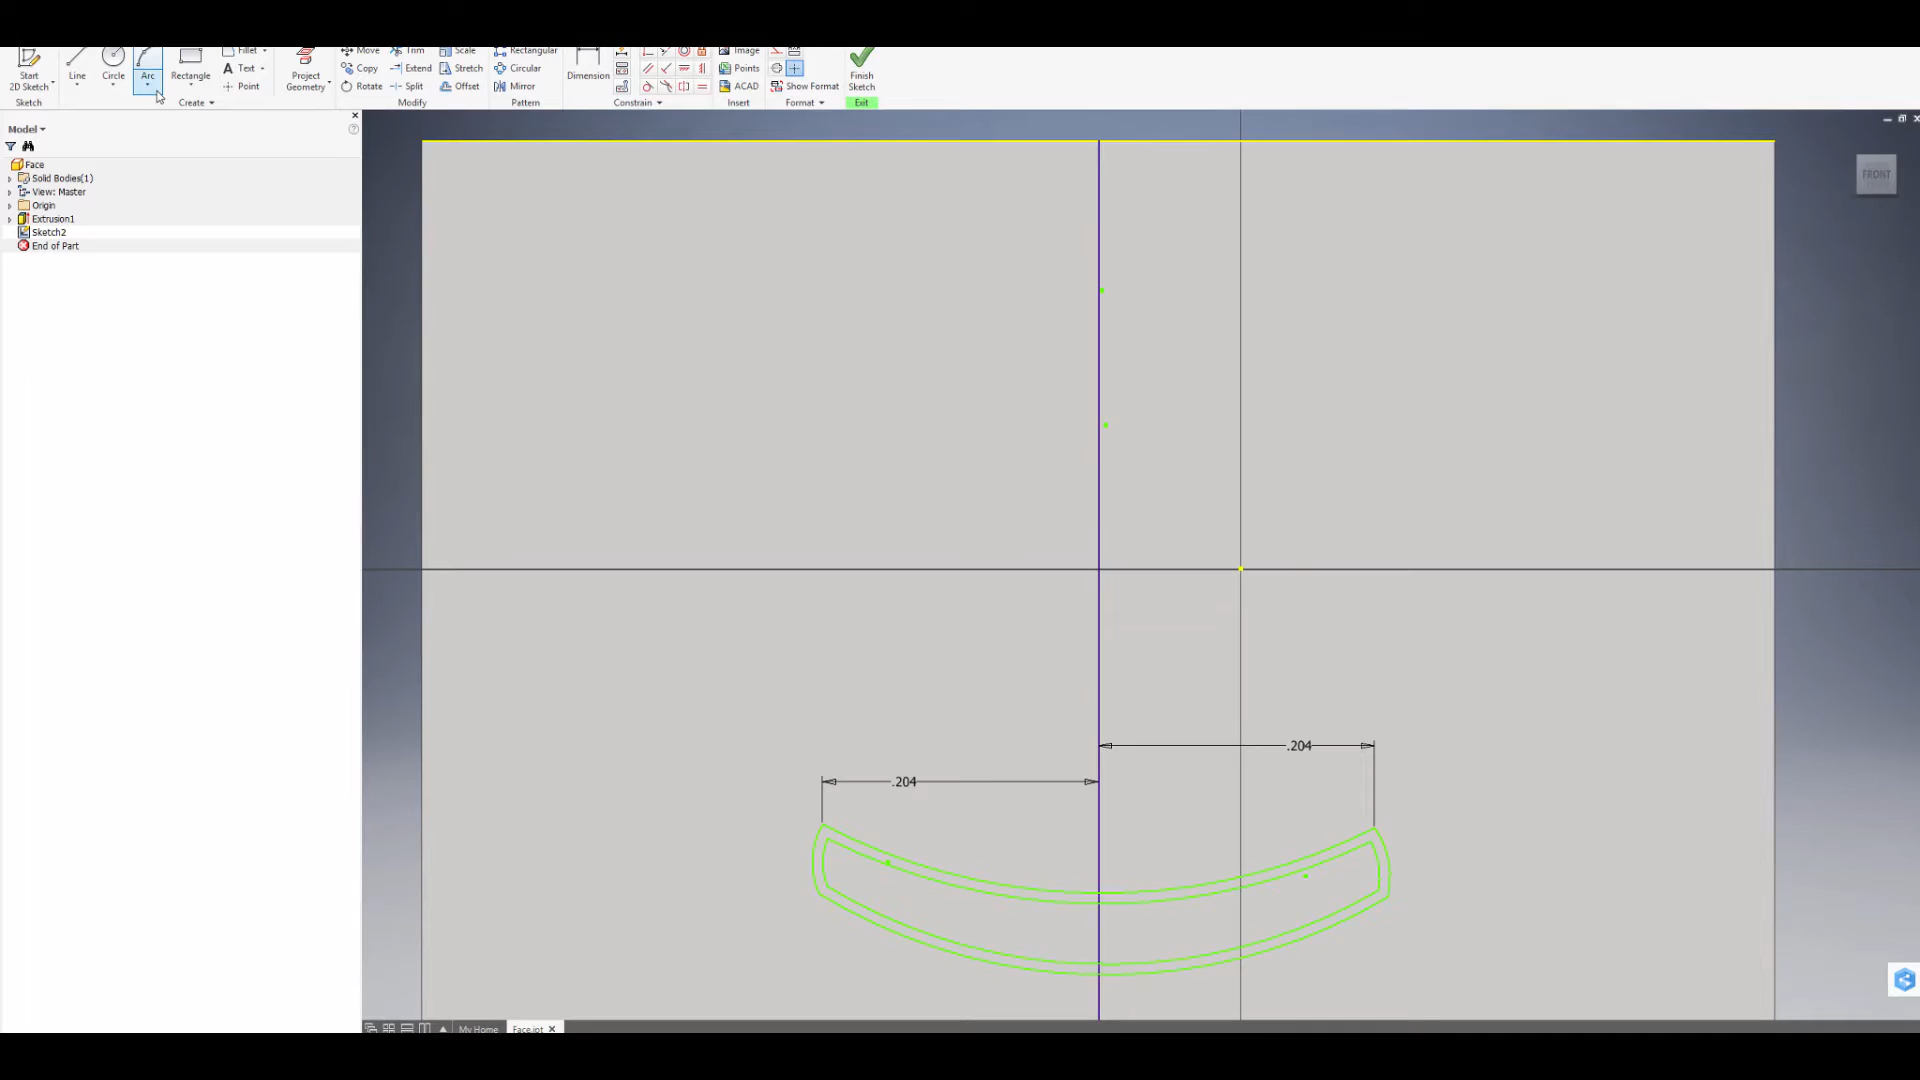 Fillet
Move
Trim
Scale
Rectangular
Image
Start
2D Sketch
Line
Circle
Arc
Rectangle
Text
Point
Project
Geometry
Copy
Extend
Stretch
Circular
Dimension
Points
Finish
Sketch
Rotate
Split
Offset
Mirror
ACAD
Show Format
Sketch
Create
Modify
Pattern
Constrain
Insert
Format
Exit
Model
Face
Solid Bodies(1)
View: Master
Origin
Extrusion1
Sketch2
End of Part
FRONT
.204
.204
My Home
Face.ipt